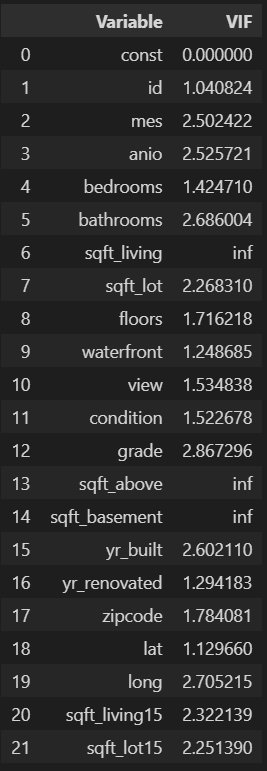 Variable VIF
0 const 0.000000
1 id 1.040824
2 mes 2.502422
3 anio 2.525721
4 bedrooms 1.424710
5 bathrooms 2.686004
6 sqft_living inf
7 sqft_lot 2.268310
8 floors 1.716218
9 waterfront 1.248685
10 view 1.534838
11 condition 1.522678
12 grade 2.867296
13 sqft_above inf
14 sqft_basement inf
15 yr_built 2.602110
16 yr_renovated 1.294183
17 zipcode 1.784081
18 lat 1.129660
19 long 2.705215
20 sqft_living15 2.322139
21 sqft_lot15 2.251390